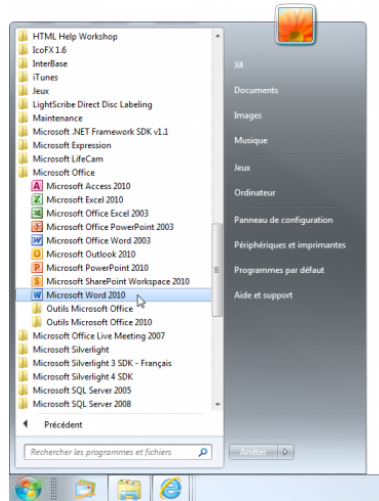 HTML Help Workshop
IcoFX 1.6
InterBase
iTunes
Jeux
LightScribe Direct Disc Labeling
Maintenance
Microsoft .NET Framework SDK v1.1
Microsoft Expression
Microsoft LifeCam
Microsoft Office
Microsoft Access 2010
Microsoft Excel 2010
Microsoft Office Excel 2003
Microsoft Office PowerPoint 2003
Microsoft Office Word 2003
Microsoft Outlook 2010
Microsoft PowerPoint 2010
Microsoft SharePoint Workspace 2010
Microsoft Word 2010
Outils Microsoft Office
Outils Microsoft Office 2010
Microsoft Office Live Meeting 2007
Microsoft Silverlight
Microsoft Silverlight 3 SDK - Français
Microsoft Silverlight 4 SDK
Microsoft SQL Server 2005
Microsoft SQL Server 2008
Précédent
Rechercher les programmes et fichiers
X4
Documents
Images
Musique
Jeux
Ordinateur
Panneau de configuration
Périphériques et imprimantes
Programmes par défaut
Aide et support
Arrêter